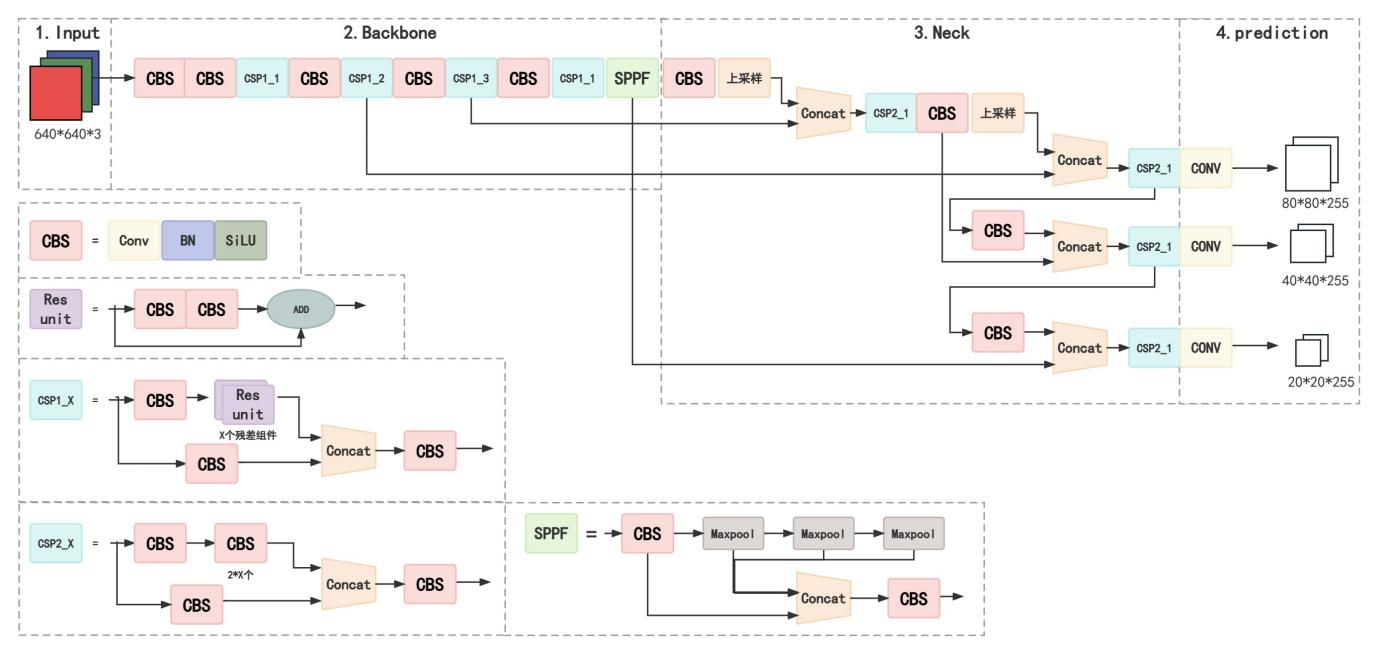 1. Input
2. Backbone
3. Neck
4. prediction
640*640*3
CBS
CBS
CSP1_1
CBS
CSP1_2
CBS
CSP1_3
CBS
CSP1_1
SPPF
CBS
上采样
Concat
CSP2_1
CBS
上采样
Concat
CSP2_1
CONV
80*80*255
CBS
Concat
CSP2_1
CONV
40*40*255
CBS
Concat
CSP2_1
CONV
20*20*255
CBS
=
Conv
BN
SiLU
Res
unit
=
CBS
CBS
ADD
CSP1_X
=
CBS
Res
unit
X个残差组件
CBS
Concat
CBS
CSP2_X
=
CBS
CBS
2*X个
CBS
Concat
CBS
SPPF
=
CBS
Maxpool
Maxpool
Maxpool
Concat
CBS